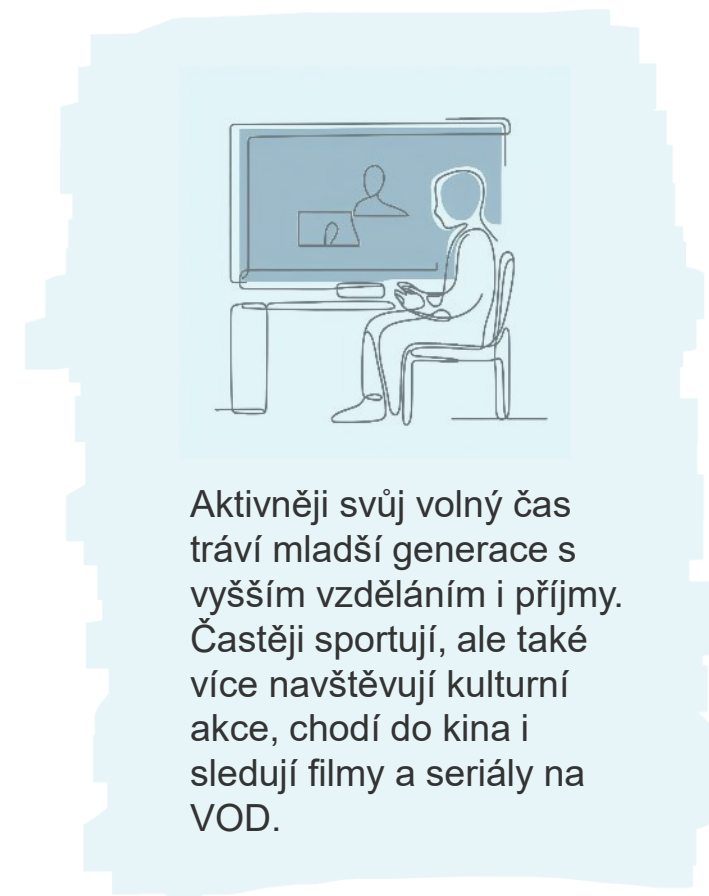 Aktivněji svůj volný čas
tráví mladší generace s
vyšším vzděláním i příjmy.
Častěji sportují, ale také
více navštěvují kulturní
akce, chodí do kina i
sledují filmy a seriály na
VOD.